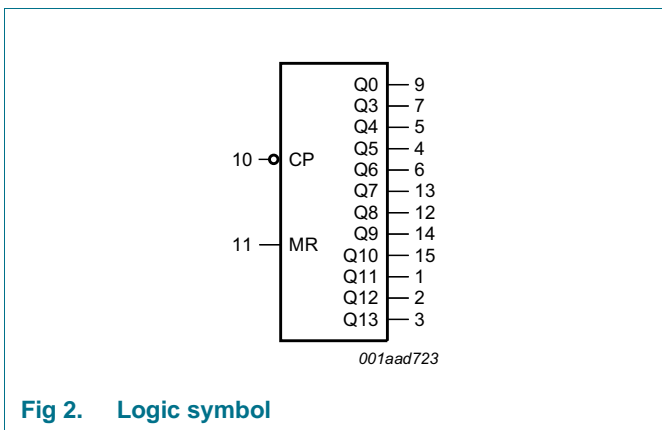 Q0 9
Q3 7
Q4 5
Q5 4
10 CP Q6 6
Q7 13
Q8 12
Q9 14
11 MR Q10 15
Q11 1
Q12 2
Q13 3
001aad723
Fig 2. Logic symbol